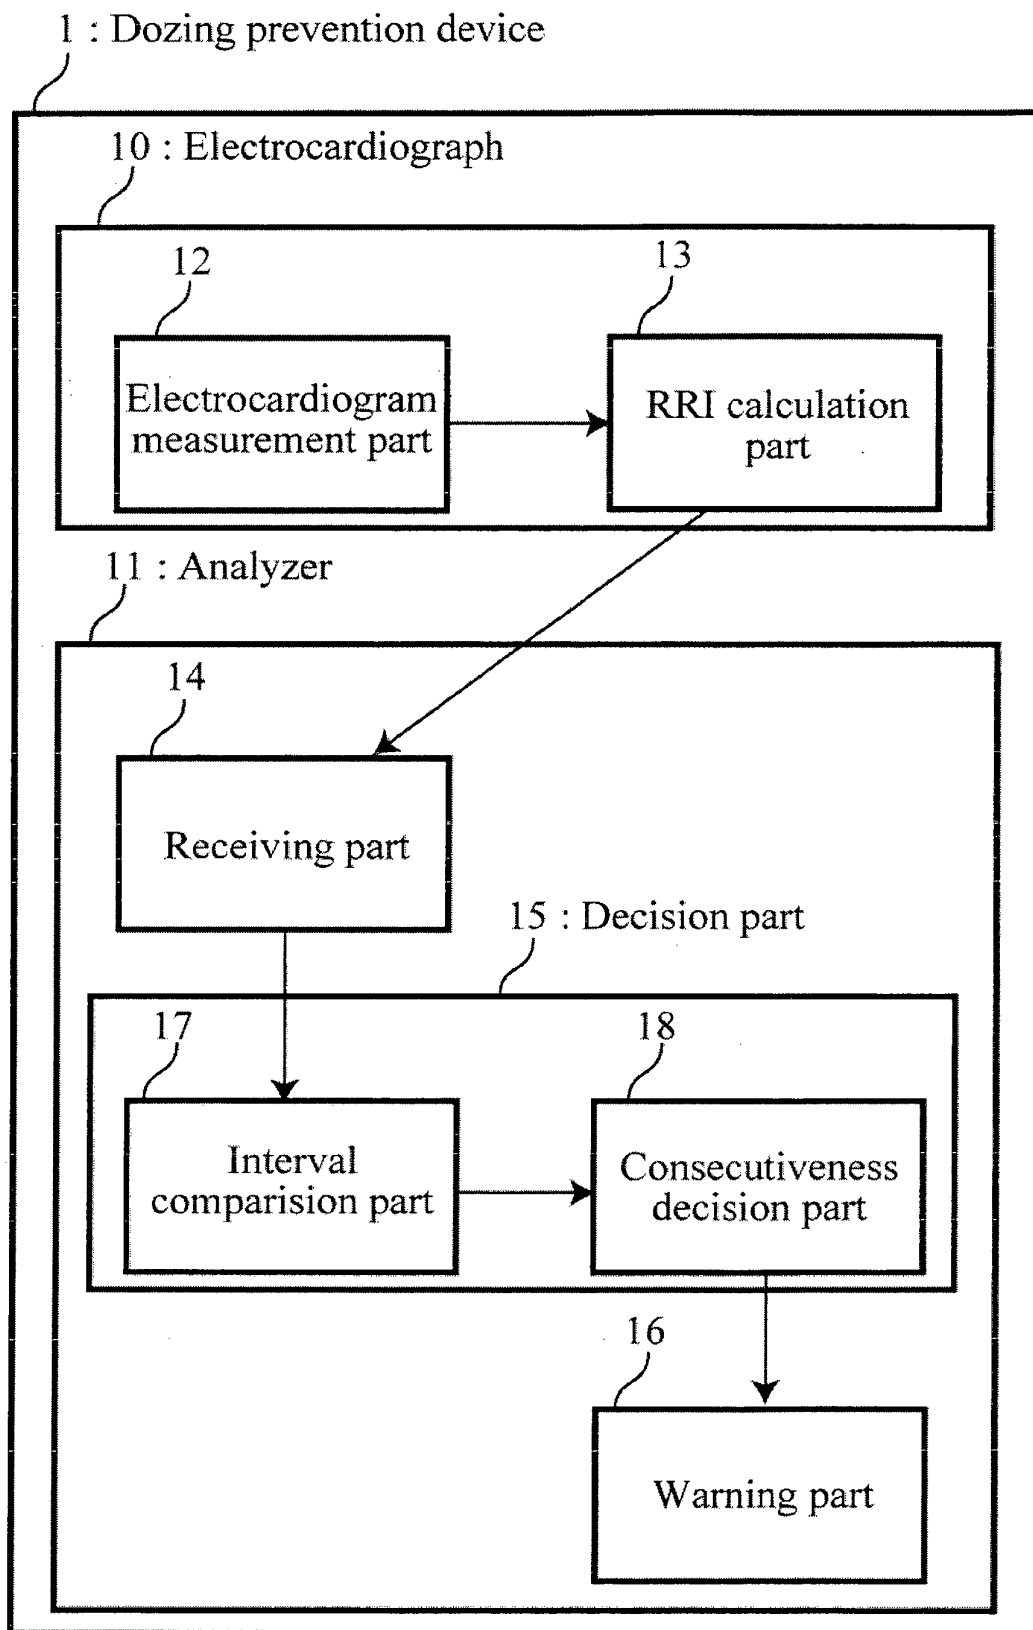 1 : Dozing prevention device
10 : Electrocardiograph
12
13
Electrocardiogram
measurement part
RRI calculation
part
11 : Analyzer
14
Receiving part
15 : Decision part
17
18
Interval
comparision part
Consecutiveness
decision part
16
Warning part